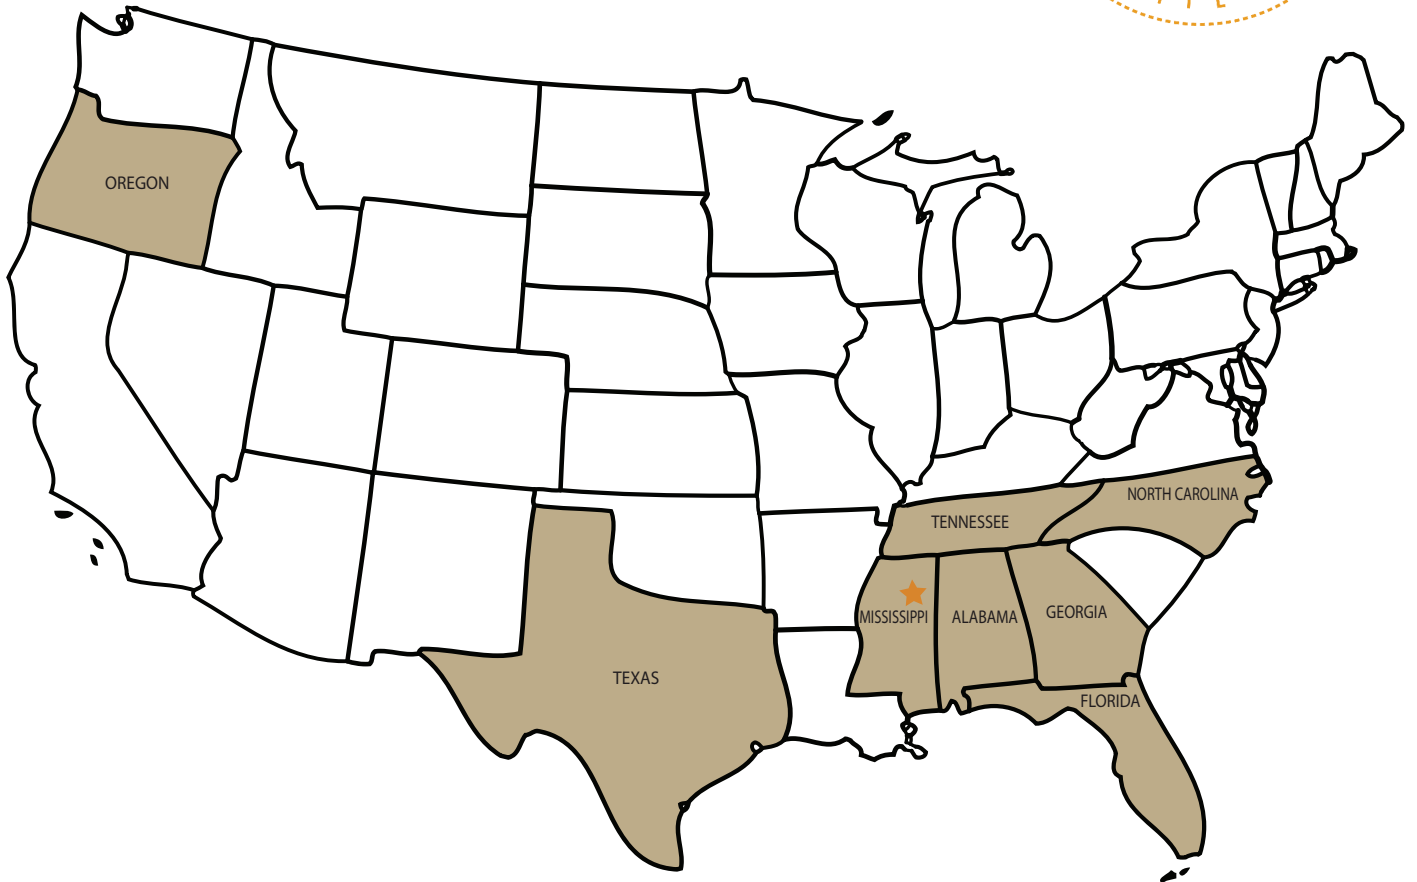 OREGON
NORTH CAROLINA
TENNESSEE
MISSISSIPPI
ALABAMA
GEORGIA
TEXAS
FLORIDA